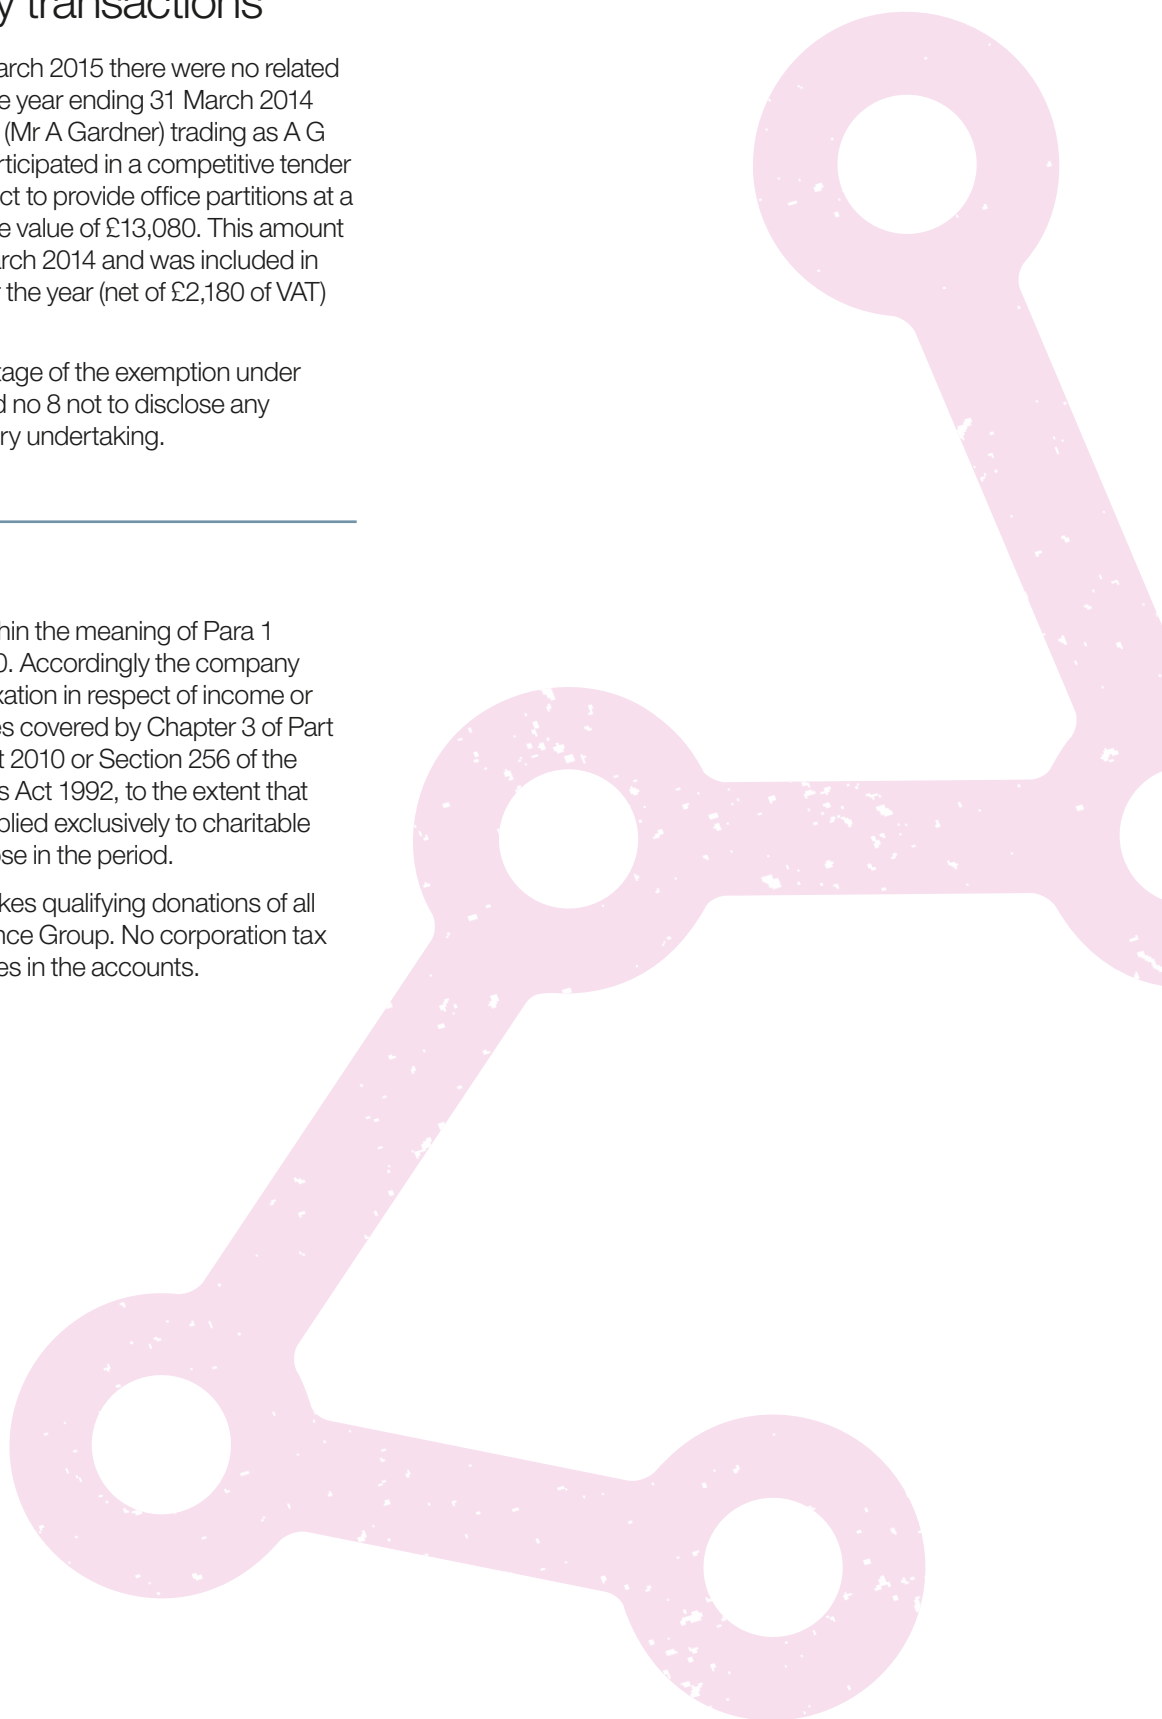 y transactions
arch 2015 there were no related
e year ending 31 March 2014
(Mr A Gardner) trading as A G
rticipated in a competitive tender
ct to provide office partitions at a
e value of £13,080. This amount
arch 2014 and was included in
r the year (net of £2,180 of VAT)
tage of the exemption under
d no 8 not to disclose any
ry undertaking.
hin the meaning of Para 1
0. Accordingly the company
xation in respect of income or
es covered by Chapter 3 of Part
t 2010 or Section 256 of the
s Act 1992, to the extent that
plied exclusively to charitable
se in the period.
kes qualifying donations of all
nce Group. No corporation tax
es in the accounts.